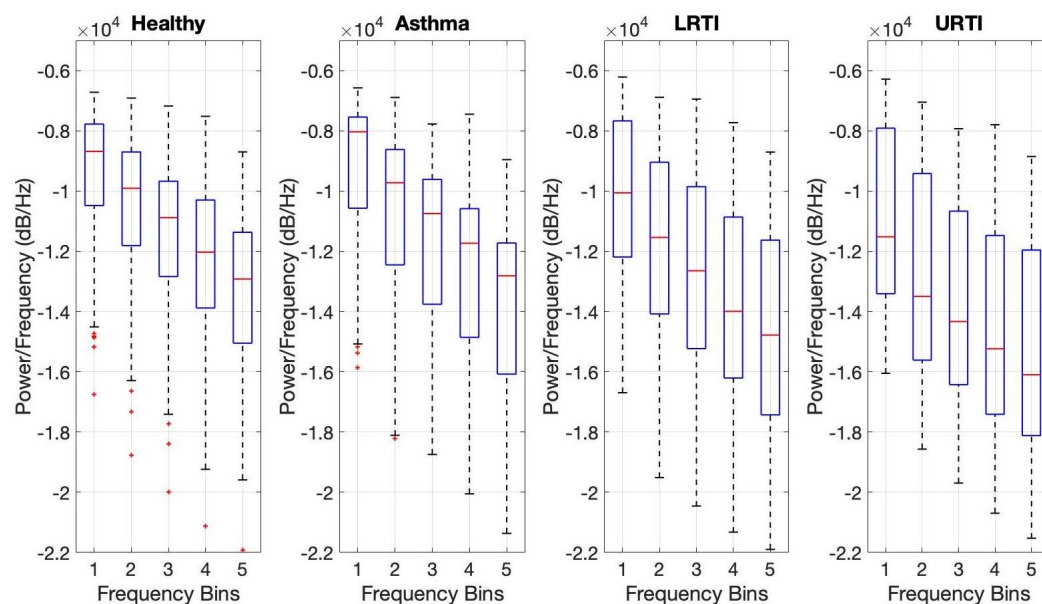 ×10⁴ Healthy
-0.6
-0.8
-1
-1.2
-1.4
-1.6
-1.8
-2
-2.2
Power/Frequency (dB/Hz)
1 2 3 4 5
Frequency Bins
×10⁴ Asthma
-0.6
-0.8
-1
-1.2
-1.4
-1.6
-1.8
-2
-2.2
Power/Frequency (dB/Hz)
1 2 3 4 5
Frequency Bins
×10⁴ LRTI
-0.6
-0.8
-1
-1.2
-1.4
-1.6
-1.8
-2
-2.2
Power/Frequency (dB/Hz)
1 2 3 4 5
Frequency Bins
×10⁴ URTI
-0.6
-0.8
-1
-1.2
-1.4
-1.6
-1.8
-2
-2.2
Power/Frequency (dB/Hz)
1 2 3 4 5
Frequency Bins